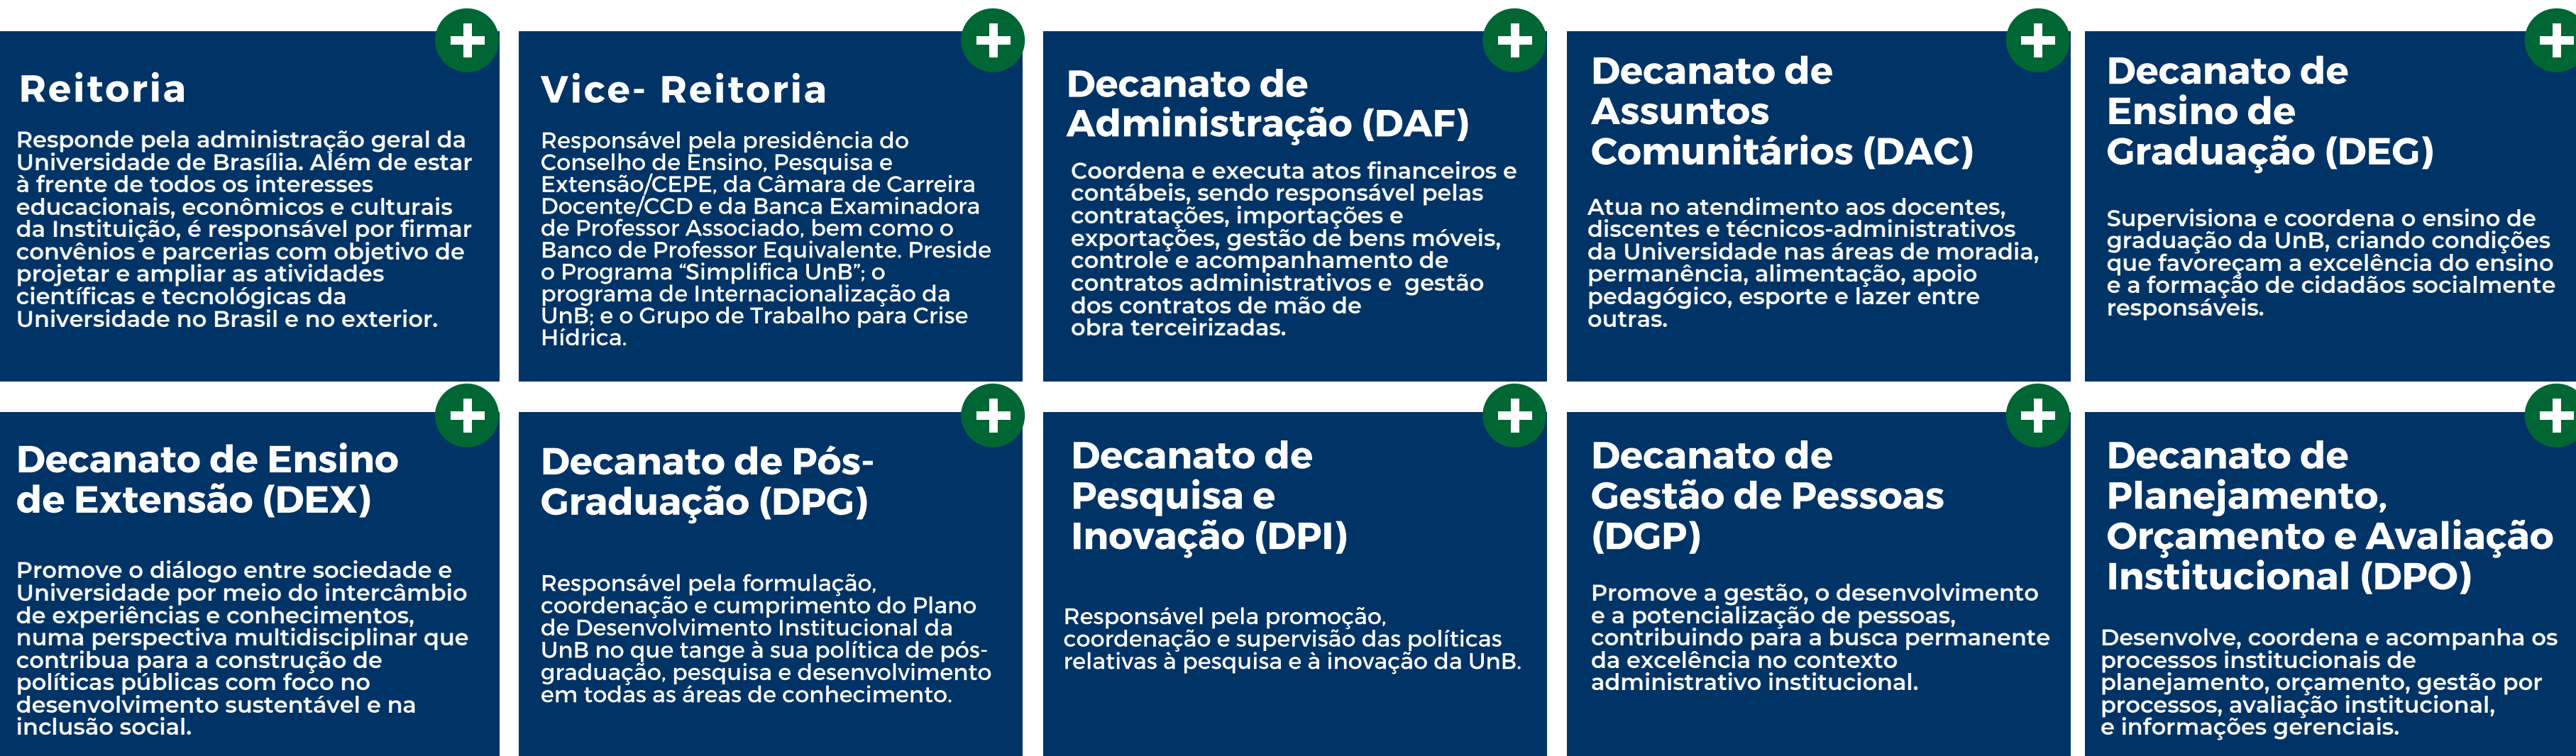 Reitoria
Responde pela administração geral da
Universidade de Brasília. Além de estar
à frente de todos os interesses
educacionais, econômicos e culturais
da Instituição, é responsável por firmar
convênios e parcerias com objetivo de
projetar e ampliar as atividades
científicas e tecnológicas da
Universidade no Brasil e no exterior.
Vice- Reitoria
Responsável pela presidência do
Conselho de Ensino, Pesquisa e
Extensão/CEPE, da Câmara de Carreira
Docente/CCD e da Banca Examinadora
de Professor Associado, bem como o
Banco de Professor Equivalente. Preside
o Programa “Simplifica UnB”; o
programa de Internacionalização da
UnB; e o Grupo de Trabalho para Crise
Hídrica.
Decanato de
Administração (DAF)
Coordena e executa atos financeiros e
contábeis, sendo responsável pelas
contratações, importações e
exportações, gestão de bens móveis,
controle e acompanhamento de
contratos administrativos e gestão
dos contratos de mão de
obra terceirizadas.
Decanato de
Assuntos
Comunitários (DAC)
Atua no atendimento aos docentes,
discentes e técnicos-administrativos
da Universidade nas áreas de moradia,
permanência, alimentação, apoio
pedagógico, esporte e lazer entre
outras.
Decanato de
Ensino de
Graduação (DEG)
Supervisiona e coordena o ensino de
graduação da UnB, criando condições
que favoreçam a excelência do ensino
e a formação de cidadãos socialmente
responsáveis.
Decanato de Ensino
de Extensão (DEX)
Promove o diálogo entre sociedade e
Universidade por meio do intercâmbio
de experiências e conhecimentos,
numa perspectiva multidisciplinar que
contribua para a construção de
políticas públicas com foco no
desenvolvimento sustentável e na
inclusão social.
Decanato de Pós-
Graduação (DPG)
Responsável pela formulação,
coordenação e cumprimento do Plano
de Desenvolvimento Institucional da
UnB no que tange à sua política de pós-
graduação, pesquisa e desenvolvimento
em todas as áreas de conhecimento.
Decanato de
Pesquisa e
Inovação (DPI)
Responsável pela promoção,
coordenação e supervisão das políticas
relativas à pesquisa e à inovação da UnB.
Decanato de
Gestão de Pessoas
(DGP)
Promove a gestão, o desenvolvimento
e a potencialização de pessoas,
contribuindo para a busca permanente
da excelência no contexto
administrativo institucional.
Decanato de
Planejamento,
Orçamento e Avaliação
Institucional (DPO)
Desenvolve, coordena e acompanha os
processos institucionais de
planejamento, orçamento, gestão por
processos, avaliação institucional,
e informações gerenciais.